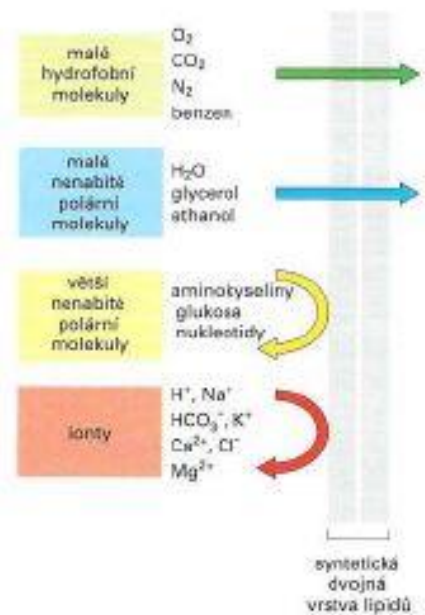 malé
hydrofobní
molekuly
O₂
CO₂
N₂
benzen
malé
nenabité
polární
molekuly
H₂O
glycerol
ethanol
větší
nenabité
polární
molekuly
aminokyseliny
glukosa
nukleotidy
ionty
H⁺, Na⁺
HCO₃⁻, K⁺
Ca²⁺, Cl⁻
Mg²⁺
syntetická
dvojná
vrstva lipidů